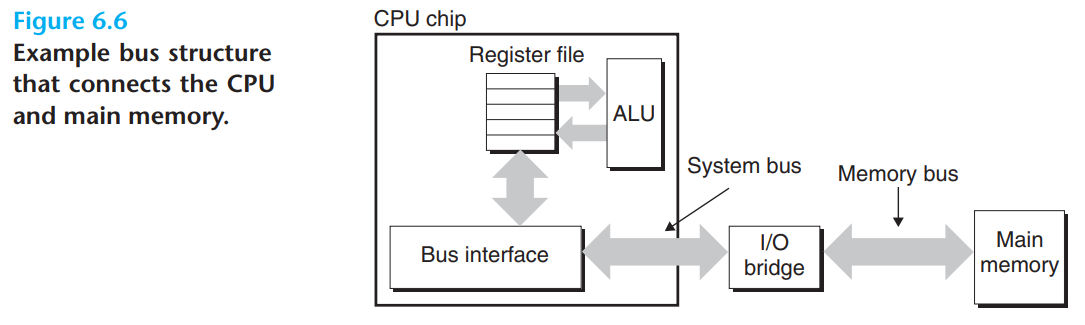 Figure 6.6
Example bus structure
that connects the CPU
and main memory.
CPU chip
Register file
ALU
System bus
Memory bus
Bus interface
I/O
bridge
Main
memory